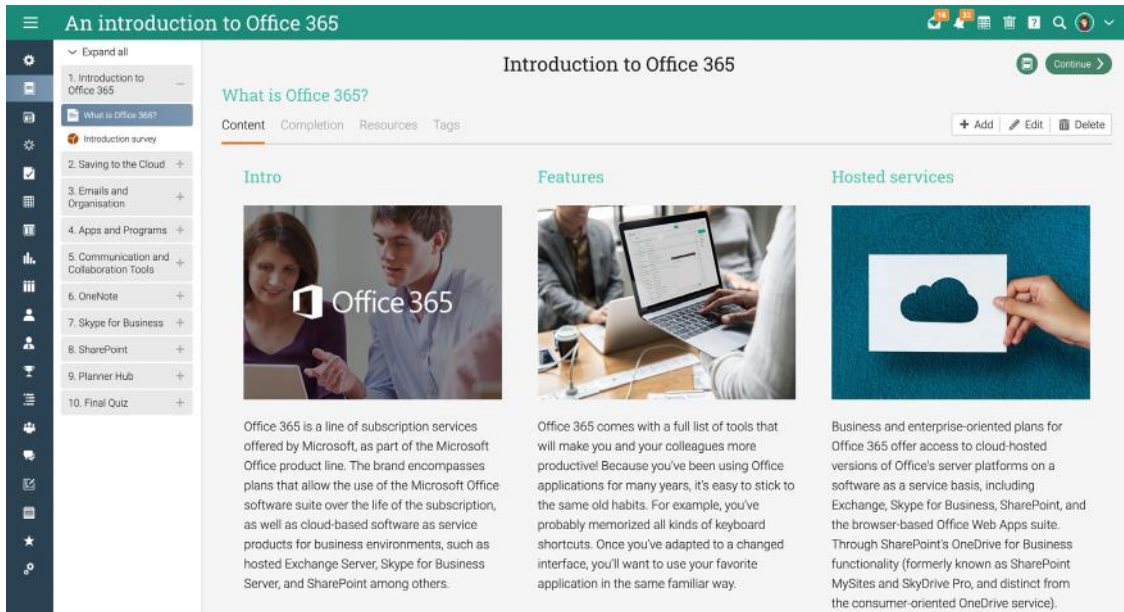 An introduction to Office 365
16
33
?
Expand all
1. Introduction to
Office 365
What is Office 365?
Introduction survey
2. Saving to the Cloud
3. Emails and
Organisation
4. Apps and Programs
5. Communication and
Collaboration Tools
6. OneNote
7. Skype for Business
8. SharePoint
9. Planner Hub
10. Final Quiz
Introduction to Office 365
Continue
What is Office 365?
Content Completion Resources Tags
Add Edit Delete
Intro
Office 365
Office 365 is a line of subscription services
offered by Microsoft, as part of the Microsoft
Office product line. The brand encompasses
plans that allow the use of the Microsoft Office
software suite over the life of the subscription,
as well as cloud-based software as service
products for business environments, such as
hosted Exchange Server, Skype for Business
Server, and SharePoint among others.
Features
Office 365 comes with a full list of tools that
will make you and your colleagues more
productive! Because you've been using Office
applications for many years, it's easy to stick to
the same old habits. For example, you've
probably memorized all kinds of keyboard
shortcuts. Once you've adapted to a changed
interface, you'll want to use your favorite
application in the same familiar way.
Hosted services
Business and enterprise-oriented plans for
Office 365 offer access to cloud-hosted
versions of Office's server platforms on a
software as a service basis, including
Exchange, Skype for Business, SharePoint, and
the browser-based Office Web Apps suite.
Through SharePoint's OneDrive for Business
functionality (formerly known as SharePoint
MySites and SkyDrive Pro, and distinct from
the consumer-oriented OneDrive service).